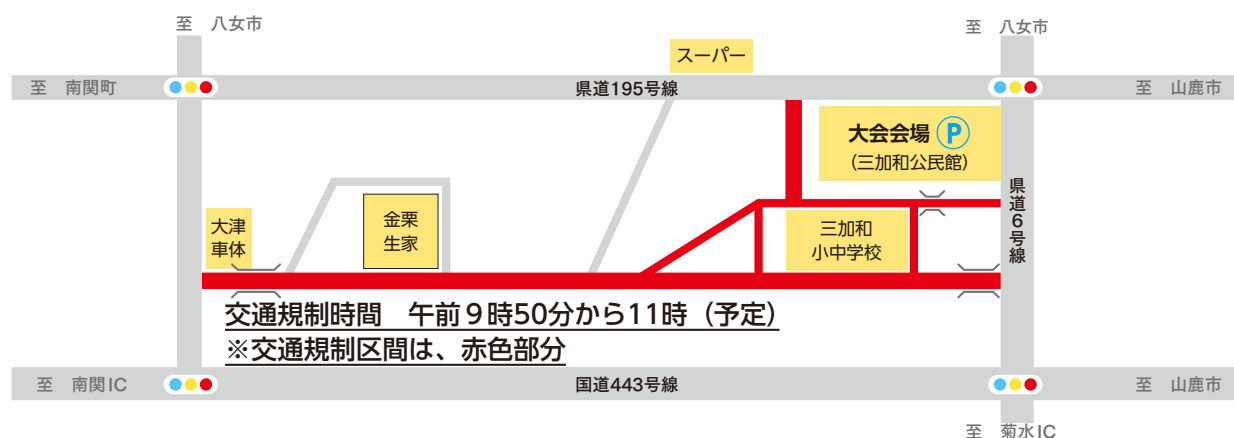 至 八女市
至 八女市
スーパー
至 南関町
県道195号線
至 山鹿市
大会会場 P
（三加和公民館）
県道6号線
大津
車体
金栗
生家
三加和
小中学校
交通規制時間 午前９時50分から11時（予定）
※交通規制区間は、赤色部分
至 南関IC
国道443号線
至 山鹿市
至 菊水IC